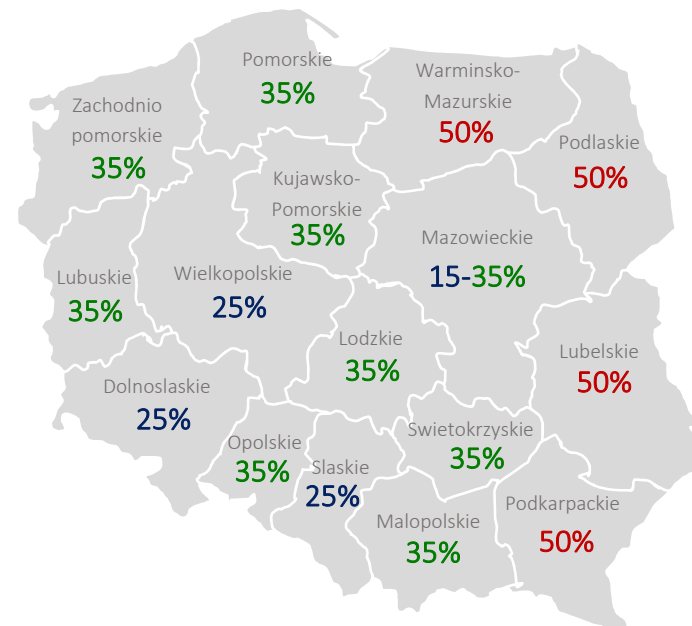 Pomorskie
35%
Warminsko-
Mazurskie
50%
Zachodnio
pomorskie
35%
Podlaskie
50%
Kujawsko-
Pomorskie
35%
Mazowieckie
15-35%
Lubuskie
35%
Wielkopolskie
25%
Lodzkie
35%
Lubelskie
50%
Dolnoslaskie
25%
Opolskie
35%
Slaskie
25%
Swietokrzyskie
35%
Malopolskie
35%
Podkarpackie
50%